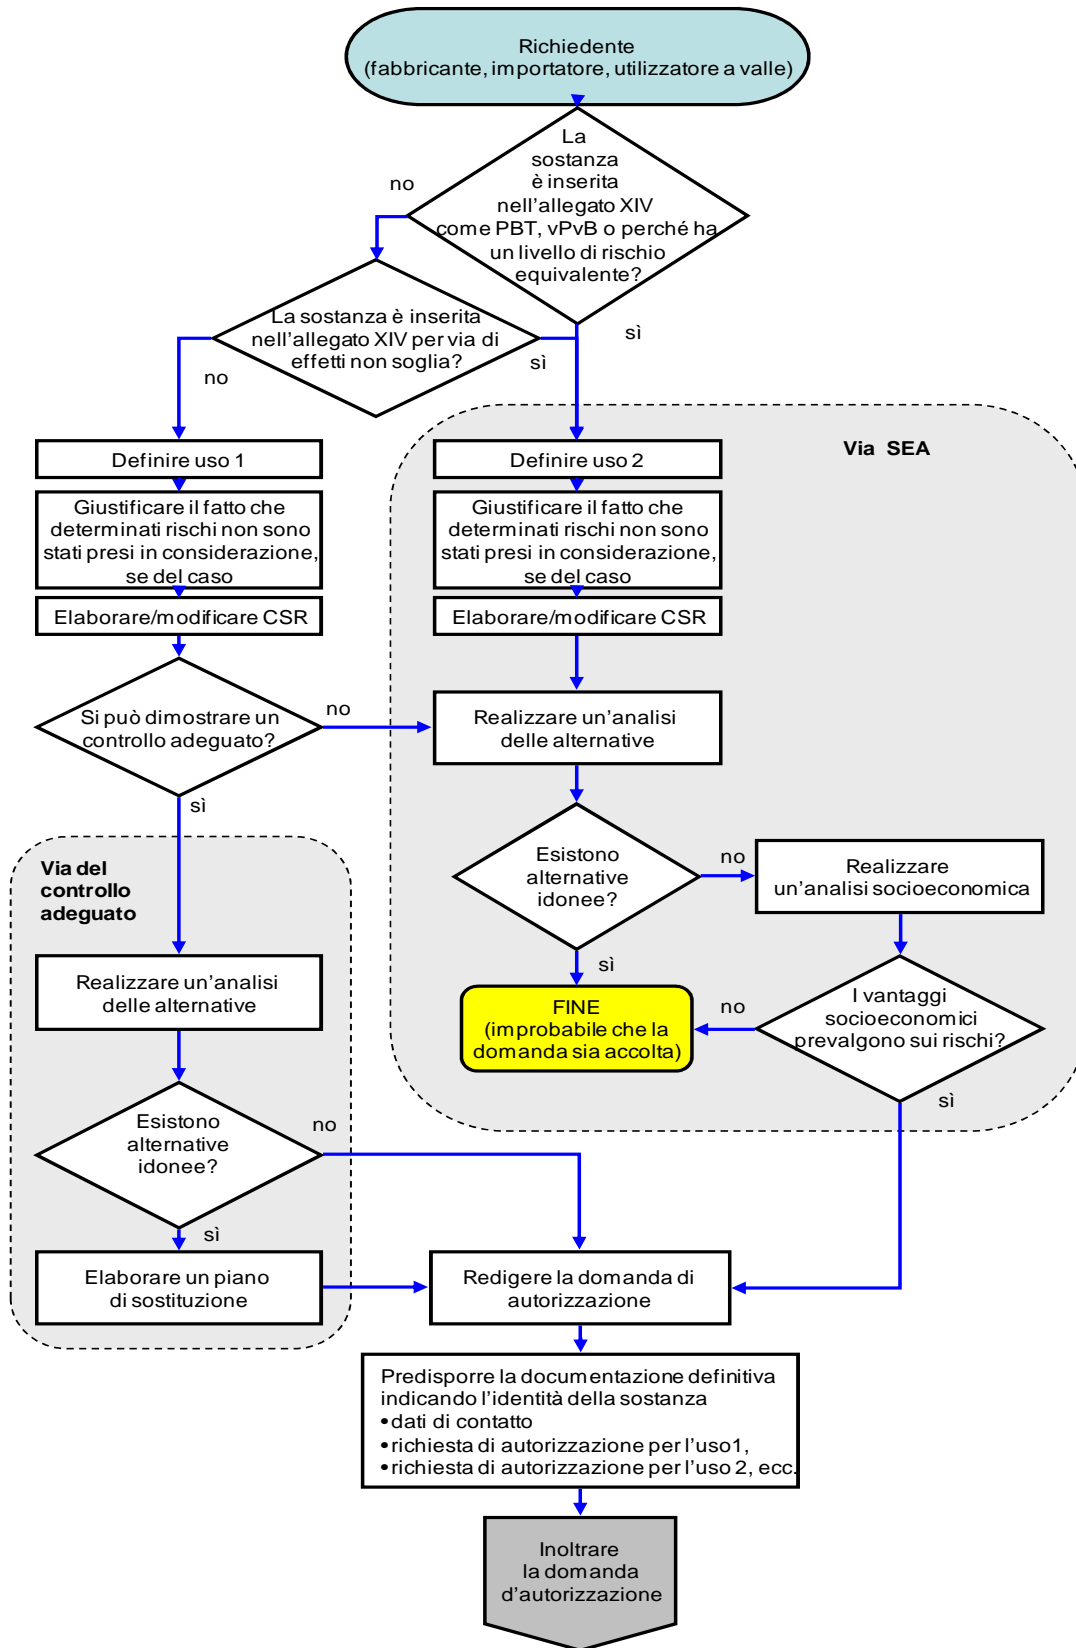 Richiedente
(fabbricante, importatore, utilizzatore a valle)
La
sostanza
è inserita
nell'allegato XIV
come PBT, vPvB o perché ha
un livello di rischio
equivalente?
no
sì
La sostanza è inserita
nell'allegato XIV per via di
effetti non soglia?
no
sì
Via SEA
Definire uso 1
Giustificare il fatto che
determinati rischi non sono
stati presi in considerazione,
se del caso
Elaborare/modificare CSR
Definire uso 2
Giustificare il fatto che
determinati rischi non sono
stati presi in considerazione,
se del caso
Elaborare/modificare CSR
Si può dimostrare un
controllo adeguato?
no
sì
Realizzare un'analisi
delle alternative
Esistono
alternative
idonee?
no
sì
Realizzare
un'analisi socioeconomica
I vantaggi
socioeconomici
prevalgono sui rischi?
no
sì
FINE
(improbabile che la
domanda sia accolta)
Via del
controllo
adeguato
Realizzare un'analisi
delle alternative
Esistono
alternative
idonee?
no
sì
Elaborare un piano
di sostituzione
Redigere la domanda di
autorizzazione
Predisporre la documentazione definitiva
indicando l'identità della sostanza
•dati di contatto
•richiesta di autorizzazione per l'uso1,
•richiesta di autorizzazione per l'uso 2, ecc.
Inoltrare
la domanda
d'autorizzazione